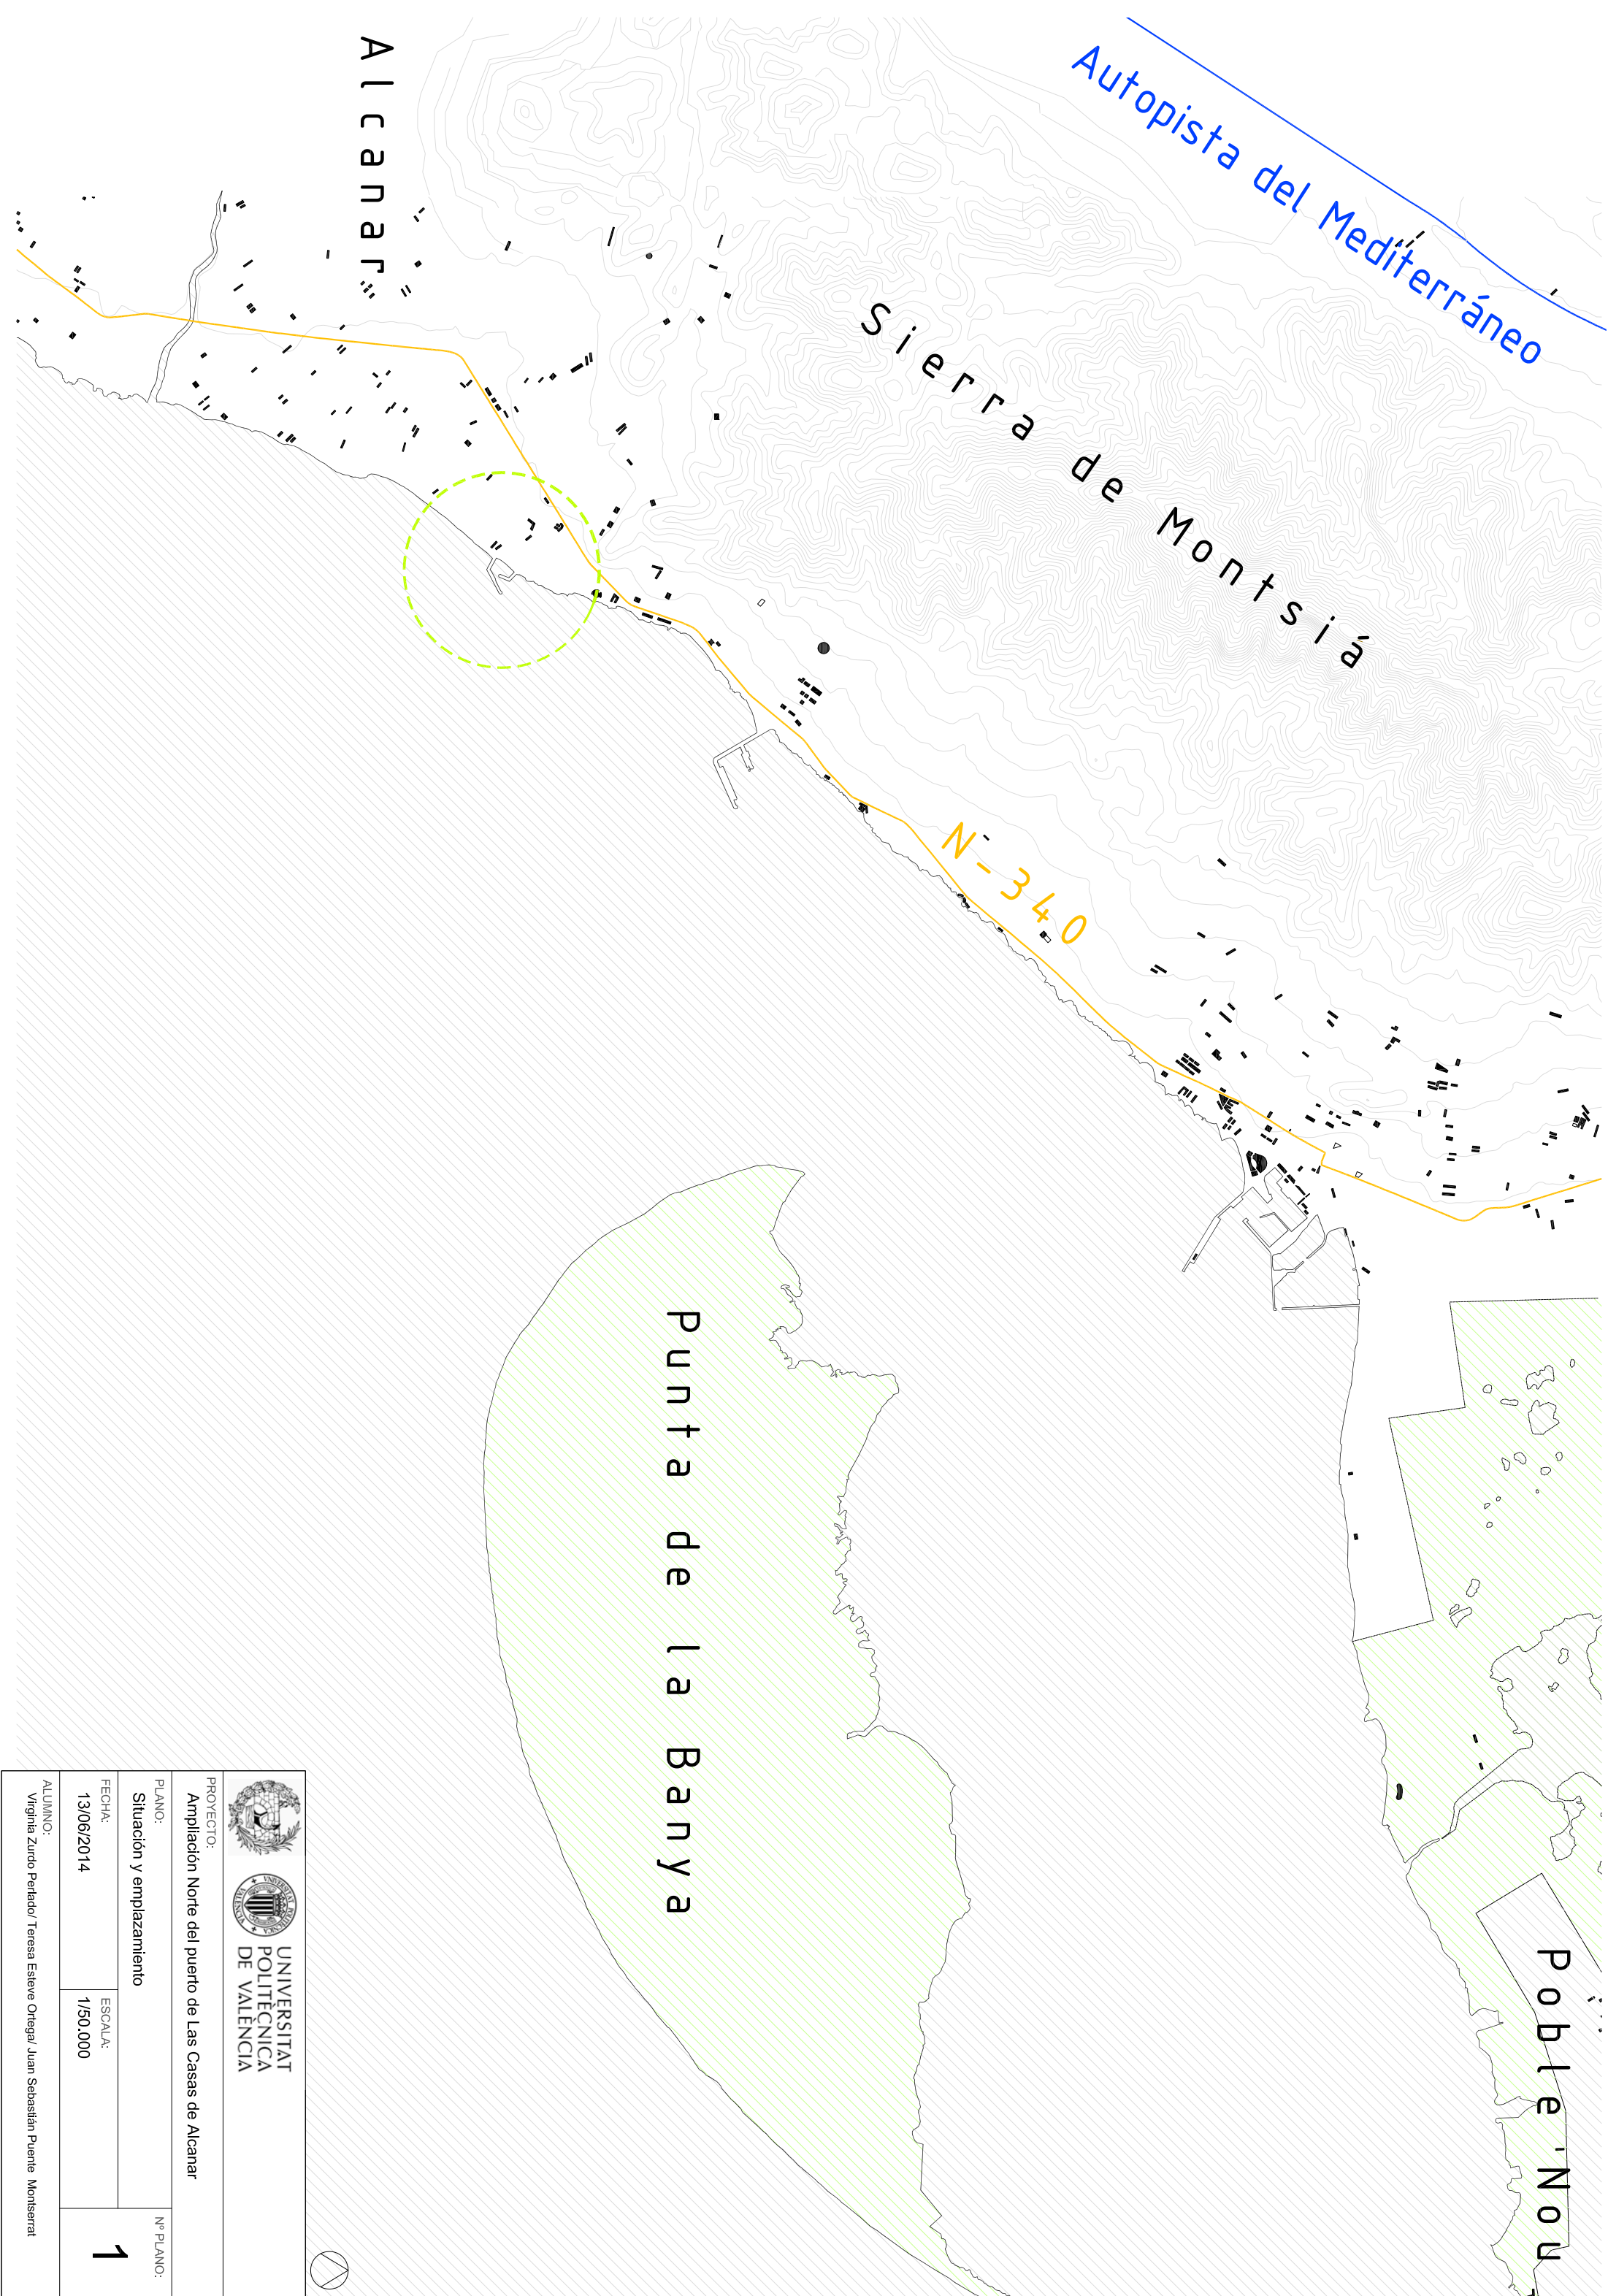 Autopista del Mediterráneo
Alcanar
Sierra de Montsiá
N-340
Punta de la Banya
Poble'Nou
UNIVERSITAT
POLITÈCNICA
DE VALÈNCIA
PROYECTO:
Ampliación Norte del puerto de Las Casas de Alcanar
PLANO:
Situación y emplazamiento
Nº PLANO:
1
FECHA:
13/06/2014
ESCALA:
1/50.000
ALUMNO:
Virginia Zurdo Perlado/ Teresa Esteve Ortega/ Juan Sebastián Puente Montserrat